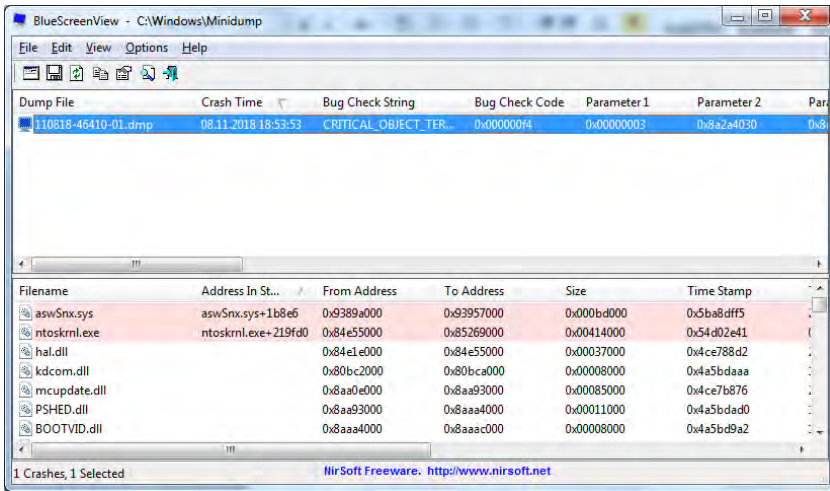 BlueScreenView - C:\Windows\Minidump
File Edit View Options Help
Dump File Crash Time Bug Check String Bug Check Code Parameter 1 Parameter 2
110818-46410-01.dmp 08.11.2018 18:53:53 CRITICAL_OBJECT_TER... 0x000000f4 0x00000003 0x8a2a4030
Filename Address In St... From Address To Address Size Time Stamp
aswSnx.sys aswSnx.sys+1b8e6 0x9389a000 0x93957000 0x000bd000 0x5ba8dff5
ntoskrnl.exe ntoskrnl.exe+219fd0 0x84e55000 0x85269000 0x00414000 0x54d02e41
hal.dll 0x84e1e000 0x84e55000 0x00037000 0x4ce788d2
kdcom.dll 0x80bc2000 0x80bca000 0x00008000 0x4a5bdaaa
mcupdate.dll 0x8aa0e000 0x8aa93000 0x00085000 0x4ce7b876
PSHED.dll 0x8aa93000 0x8aaa4000 0x00011000 0x4a5bdad0
BOOTVID.dll 0x8aaa4000 0x8aaac000 0x00008000 0x4a5bd9a2
1 Crashes, 1 Selected NirSoft Freeware. http://www.nirsoft.net